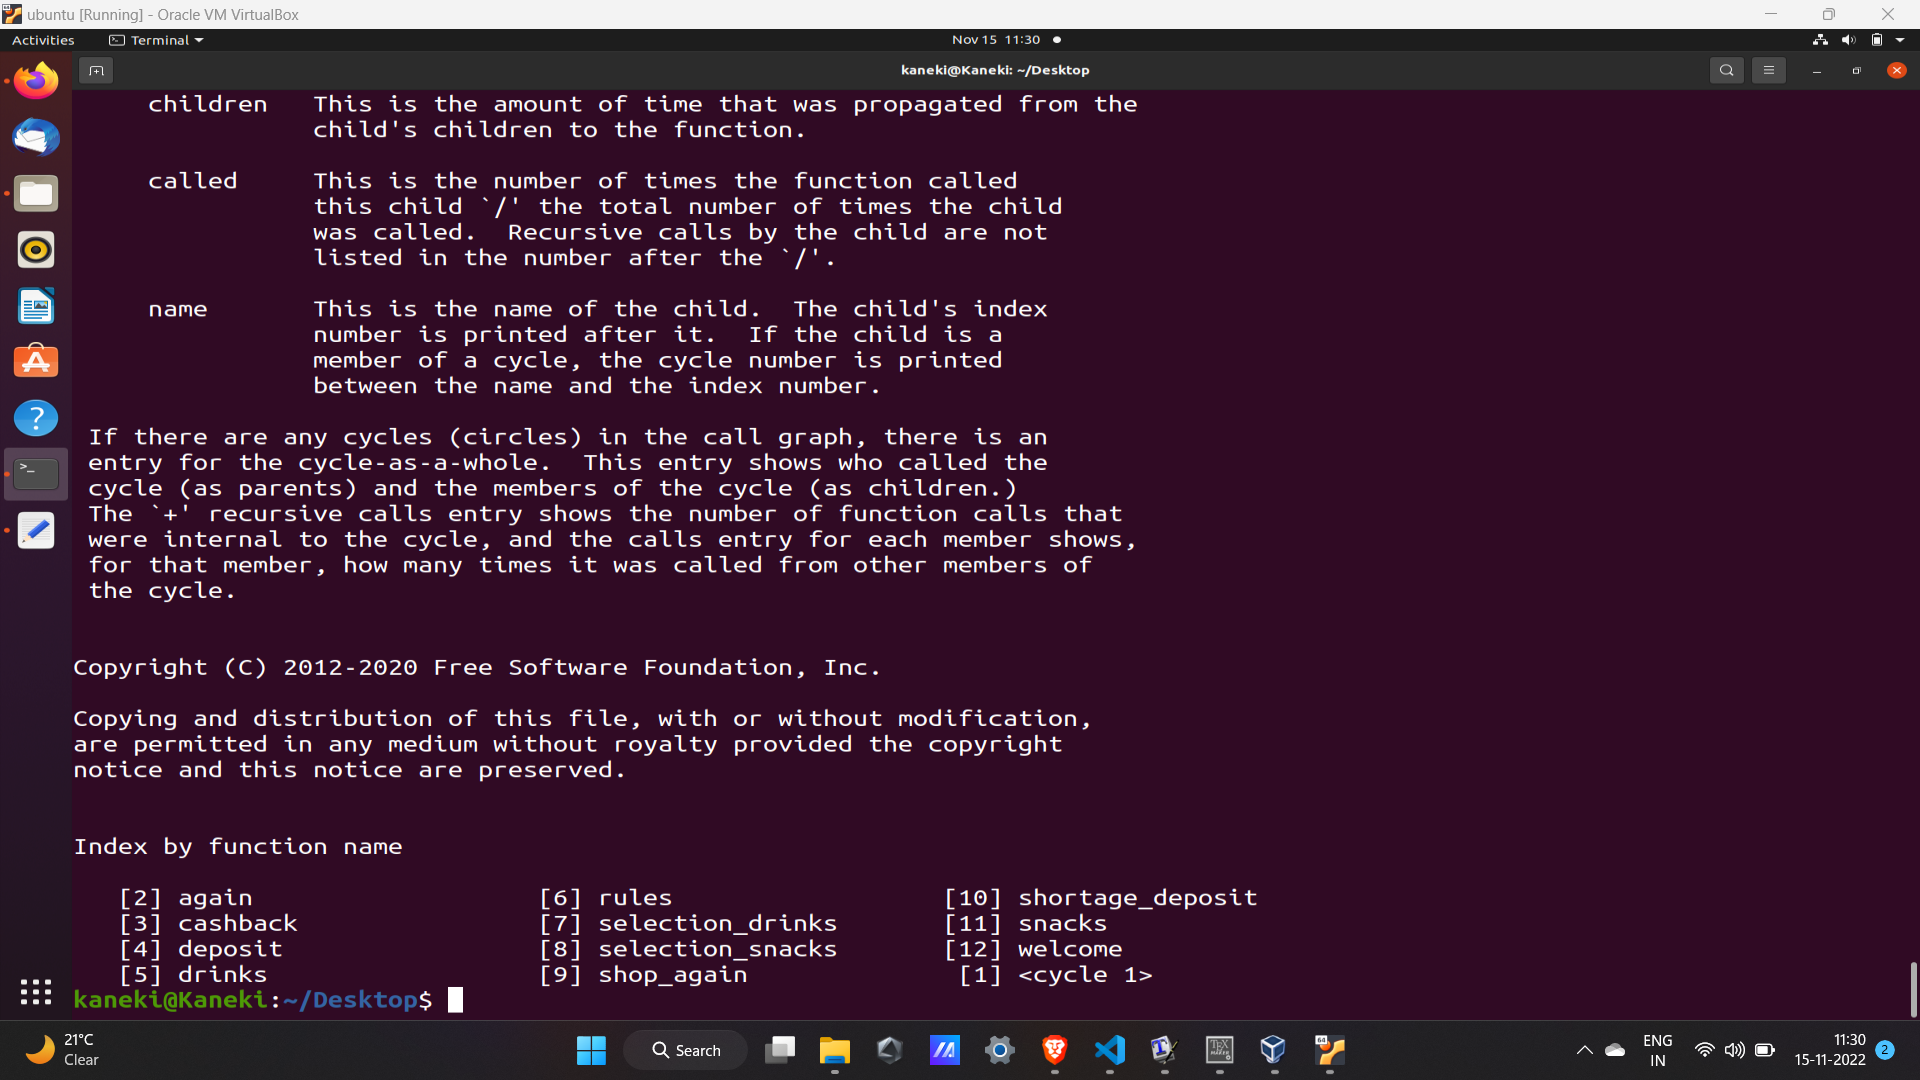 ubuntu [Running] - Oracle VM VirtualBox
Activities Terminal Nov 15 11:30
kaneki@Kaneki: ~/Desktop
children This is the amount of time that was propagated from the
child's children to the function.
called This is the number of times the function called
this child `/' the total number of times the child
was called. Recursive calls by the child are not
listed in the number after the `/'.
name This is the name of the child. The child's index
number is printed after it. If the child is a
member of a cycle, the cycle number is printed
between the name and the index number.
If there are any cycles (circles) in the call graph, there is an
entry for the cycle-as-a-whole. This entry shows who called the
cycle (as parents) and the members of the cycle (as children.)
The `+' recursive calls entry shows the number of function calls that
were internal to the cycle, and the calls entry for each member shows,
for that member, how many times it was called from other members of
the cycle.
Copyright (C) 2012-2020 Free Software Foundation, Inc.
Copying and distribution of this file, with or without modification,
are permitted in any medium without royalty provided the copyright
notice and this notice are preserved.
Index by function name
[2] again [6] rules [10] shortage_deposit
[3] cashback [7] selection_drinks [11] snacks
[4] deposit [8] selection_snacks [12] welcome
[5] drinks [9] shop_again [1] <cycle 1>
kaneki@Kaneki:~/Desktop$
21°C
Clear
Search
ENG
IN
11:30
15-11-2022
2